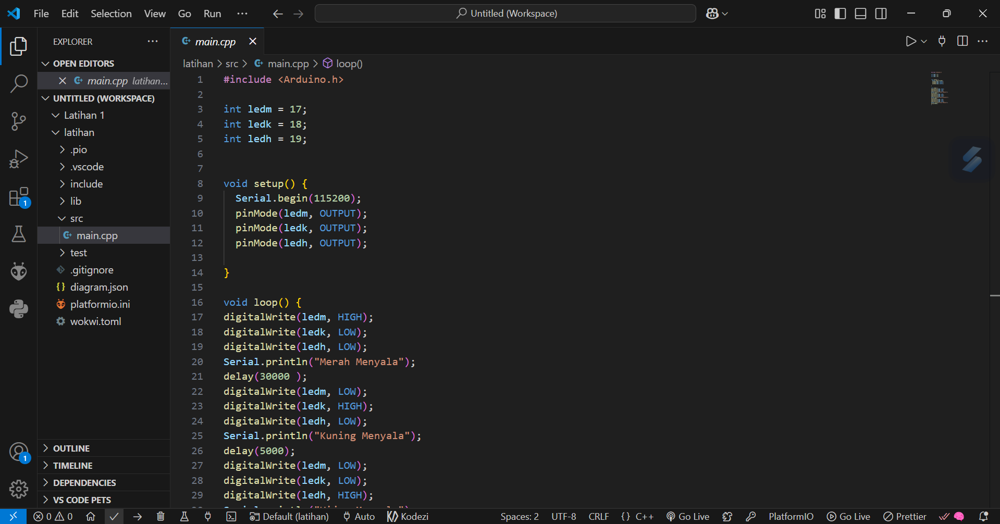 File Edit Selection View Go Run ··· Untitled (Workspace)
EXPLORER ···
OPEN EDITORS
main.cpp latihan...
UNTITLED (WORKSPACE)
Latihan 1
latihan
.pio
.vscode
include
lib
src
main.cpp
test
.gitignore
diagram.json
platformio.ini
wokwi.toml
OUTLINE
TIMELINE
DEPENDENCIES
VS CODE PETS
1
1
main.cpp
latihan > src > main.cpp > loop()
1 #include <Arduino.h>
2
3 int ledm = 17;
4 int ledk = 18;
5 int ledh = 19;
6
7
8 void setup() {
9 Serial.begin(115200);
10 pinMode(ledm, OUTPUT);
11 pinMode(ledk, OUTPUT);
12 pinMode(ledh, OUTPUT);
13
14 }
15
16 void loop() {
17 digitalWrite(ledm, HIGH);
18 digitalWrite(ledk, LOW);
19 digitalWrite(ledh, LOW);
20 Serial.println("Merah Menyala");
21 delay(30000 );
22 digitalWrite(ledm, LOW);
23 digitalWrite(ledk, HIGH);
24 digitalWrite(ledh, LOW);
25 Serial.println("Kuning Menyala");
26 delay(5000);
27 digitalWrite(ledm, LOW);
28 digitalWrite(ledk, LOW);
29 digitalWrite(ledh, HIGH);
0 0 Default (latihan) Auto Kodezi Spaces: 2 UTF-8 CRLF {} C++ Go Live PlatformIO Go Live Prettier